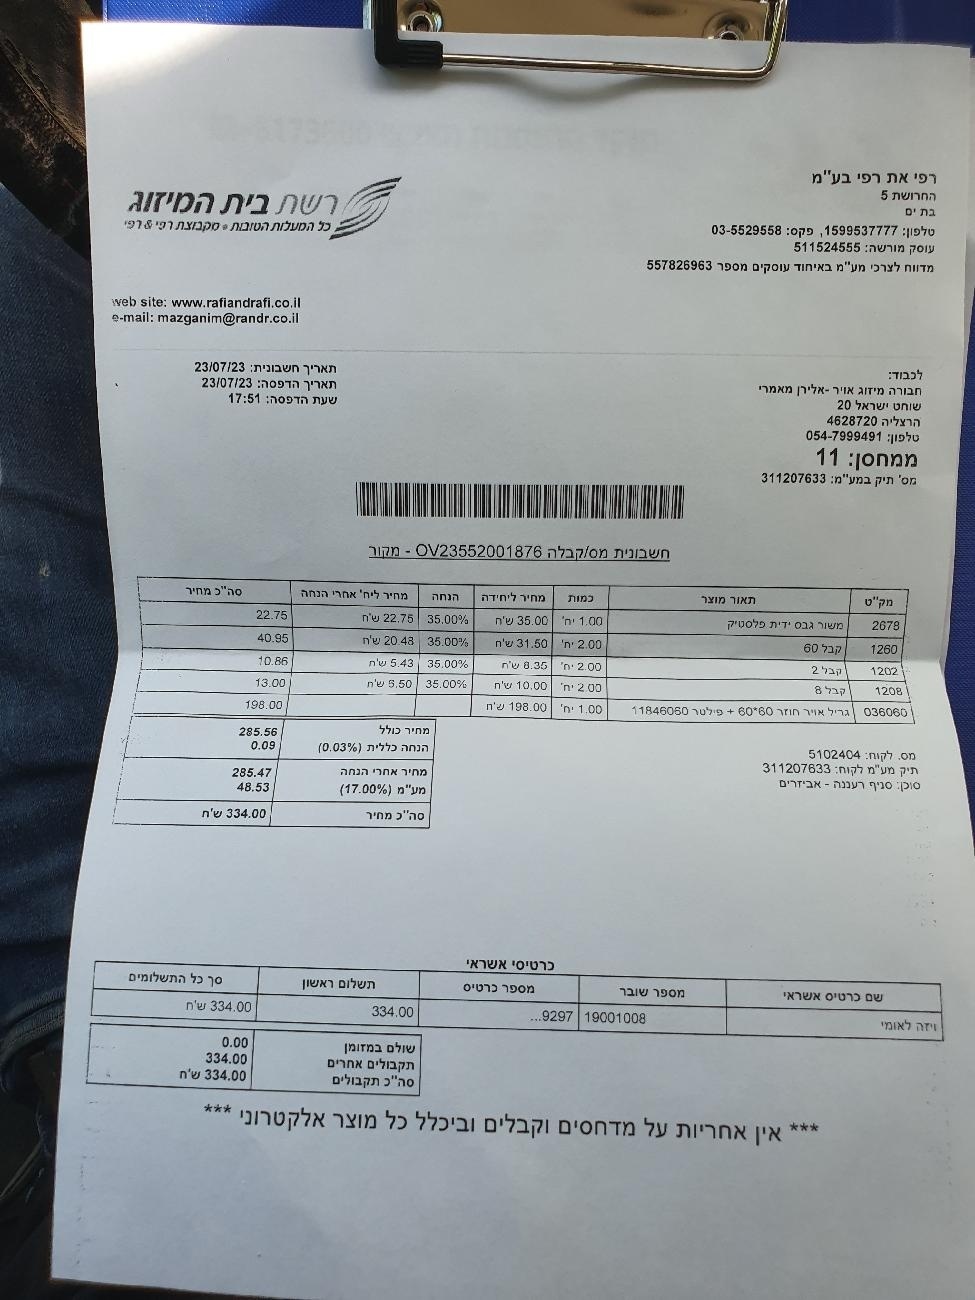 רשת בית המיזוג
כל המעלות הטובות • מקבוצת רפי & רפי
רפי את רפי בע"מ
החרושת 5
בת ים
טלפון: 1599537777, פקס: 03-5529558
עוסק מורשה: 511524555
מדווח לצרכי מע"מ באיחוד עוסקים מספר 557826963
web site: www.rafiandrafi.co.il
e-mail: mazganim@randr.co.il
תאריך חשבונית: 23/07/23
תאריך הדפסה: 23/07/23
שעת הדפסה: 17:51
לכבוד:
חבורה מיזוג אויר -אלירן מאמרי
שוחט ישראל 20
הרצליה 4628720
טלפון: 054-7999491
ממחסן: 11
מס' תיק במע"מ: 311207633
חשבונית מס/קבלה OV23552001876 - מקור
מק"ט תאור מוצר כמות מחיר ליחידה הנחה מחיר ליח' אחרי הנחה סה"כ מחיר
2678 משור גבס ידית פלסטיק 1.00 יח' 35.00 ש"ח 35.00% 22.75 ש"ח 22.75
1260 קבל 60 2.00 יח' 31.50 ש"ח 35.00% 20.48 ש"ח 40.95
1202 קבל 2 2.00 יח' 8.35 ש"ח 35.00% 5.43 ש"ח 10.86
1208 קבל 8 2.00 יח' 10.00 ש"ח 35.00% 6.50 ש"ח 13.00
036060 גריל אויר חוזר 60*60 + פילטר 11846060 1.00 יח' 198.00 ש"ח 198.00
מחיר כולל 285.56
הנחה כללית (0.03%) 0.09
מחיר אחרי הנחה 285.47
מע"מ (17.00%) 48.53
סה"כ מחיר 334.00 ש"ח
מס. לקוח: 5102404
תיק מע"מ לקוח: 311207633
סוכן: סניף רעננה - אביזרים
כרטיסי אשראי
שם כרטיס אשראי מספר שובר מספר כרטיס תשלום ראשון סך כל התשלומים
ויזה לאומי 19001008 9297... 334.00 334.00 ש"ח
שולם במזומן 0.00
תקבולים אחרים 334.00
סה"כ תקבולים 334.00 ש"ח
*** אין אחריות על מדחסים וקבלים וביכלל כל מוצר אלקטרוני ***